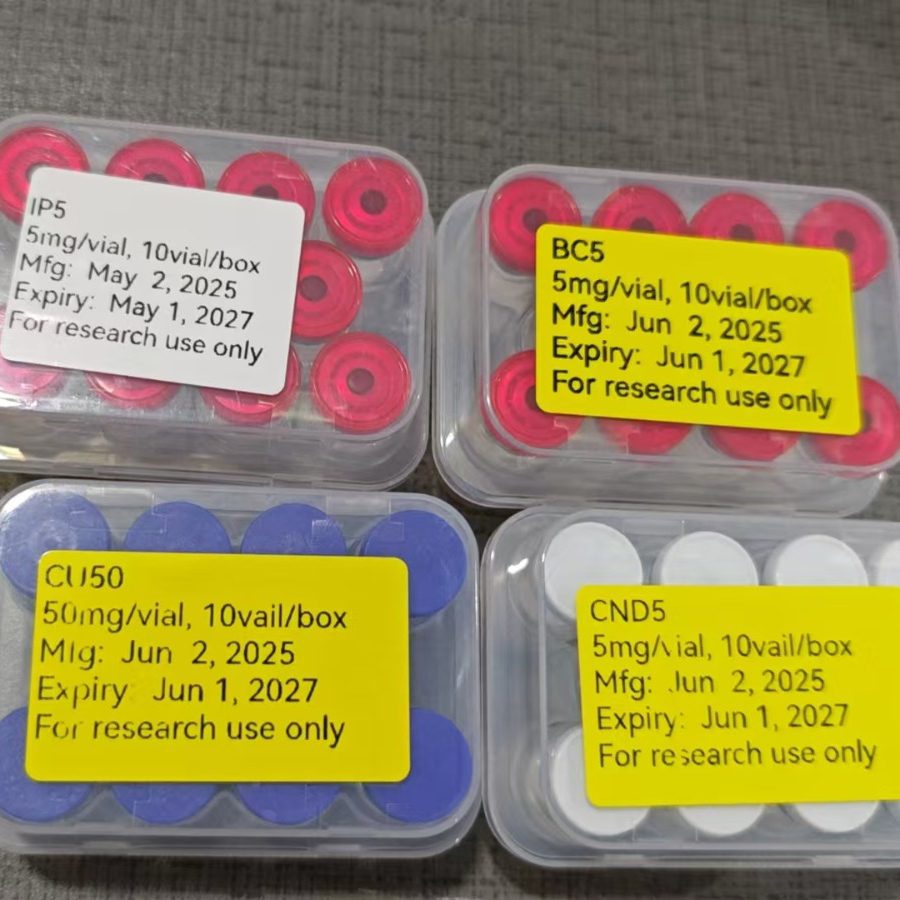 IP5
5mg/vial, 10vial/box
Mfg: May 2, 2025
Expiry: May 1, 2027
For research use only
BC5
5mg/vial, 10vial/box
Mfg: Jun 2, 2025
Expiry: Jun 1, 2027
For research use only
CU50
50mg/vial, 10vail/box
Mfg: Jun 2, 2025
Expiry: Jun 1, 2027
For research use only
CND5
5mg/vial, 10vail/box
Mfg: Jun 2, 2025
Expiry: Jun 1, 2027
For research use only